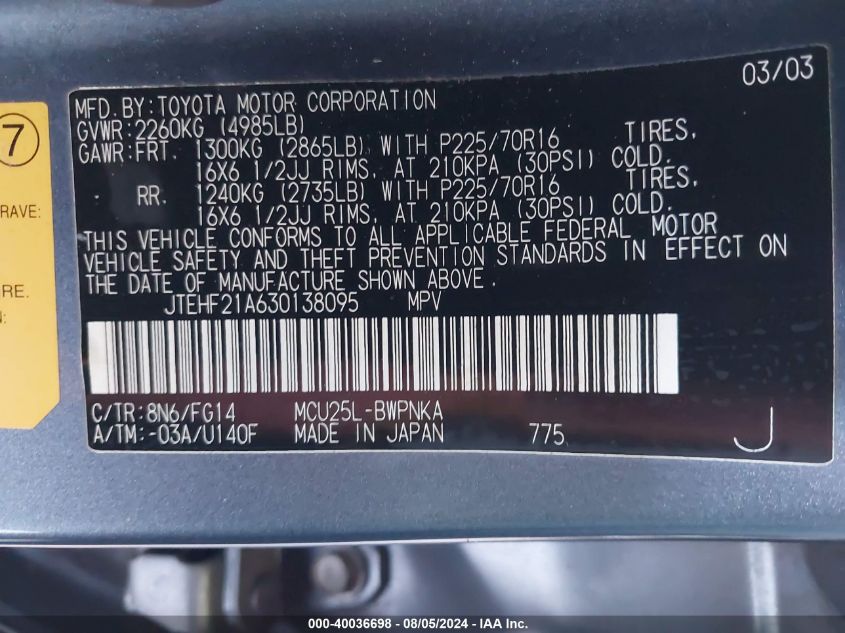 03/03
MFD. BY: TOYOTA MOTOR CORPORATION
GVWR: 2260KG (4985LB)
GAWR: FRT. 1300KG (2865LB) WITH P225/70R16 TIRES,
16X6 1/2JJ RIMS, AT 210KPA (30PSI) COLD.
RR. 1240KG (2735LB) WITH P225/70R16 TIRES,
16X6 1/2JJ RIMS, AT 210KPA (30PSI) COLD.
THIS VEHICLE CONFORMS TO ALL APPLICABLE FEDERAL MOTOR
VEHICLE SAFETY AND THEFT PREVENTION STANDARDS IN EFFECT ON
THE DATE OF MANUFACTURE SHOWN ABOVE.
JTEHF21A630138095 MPV
C/TR: 8N6/FG14 MCU25L-BWPNKA
A/TM: -03A/U140F MADE IN JAPAN 775 J
7
RAVE:
RE.
N:
000-40036698 - 08/05/2024 - IAA Inc.